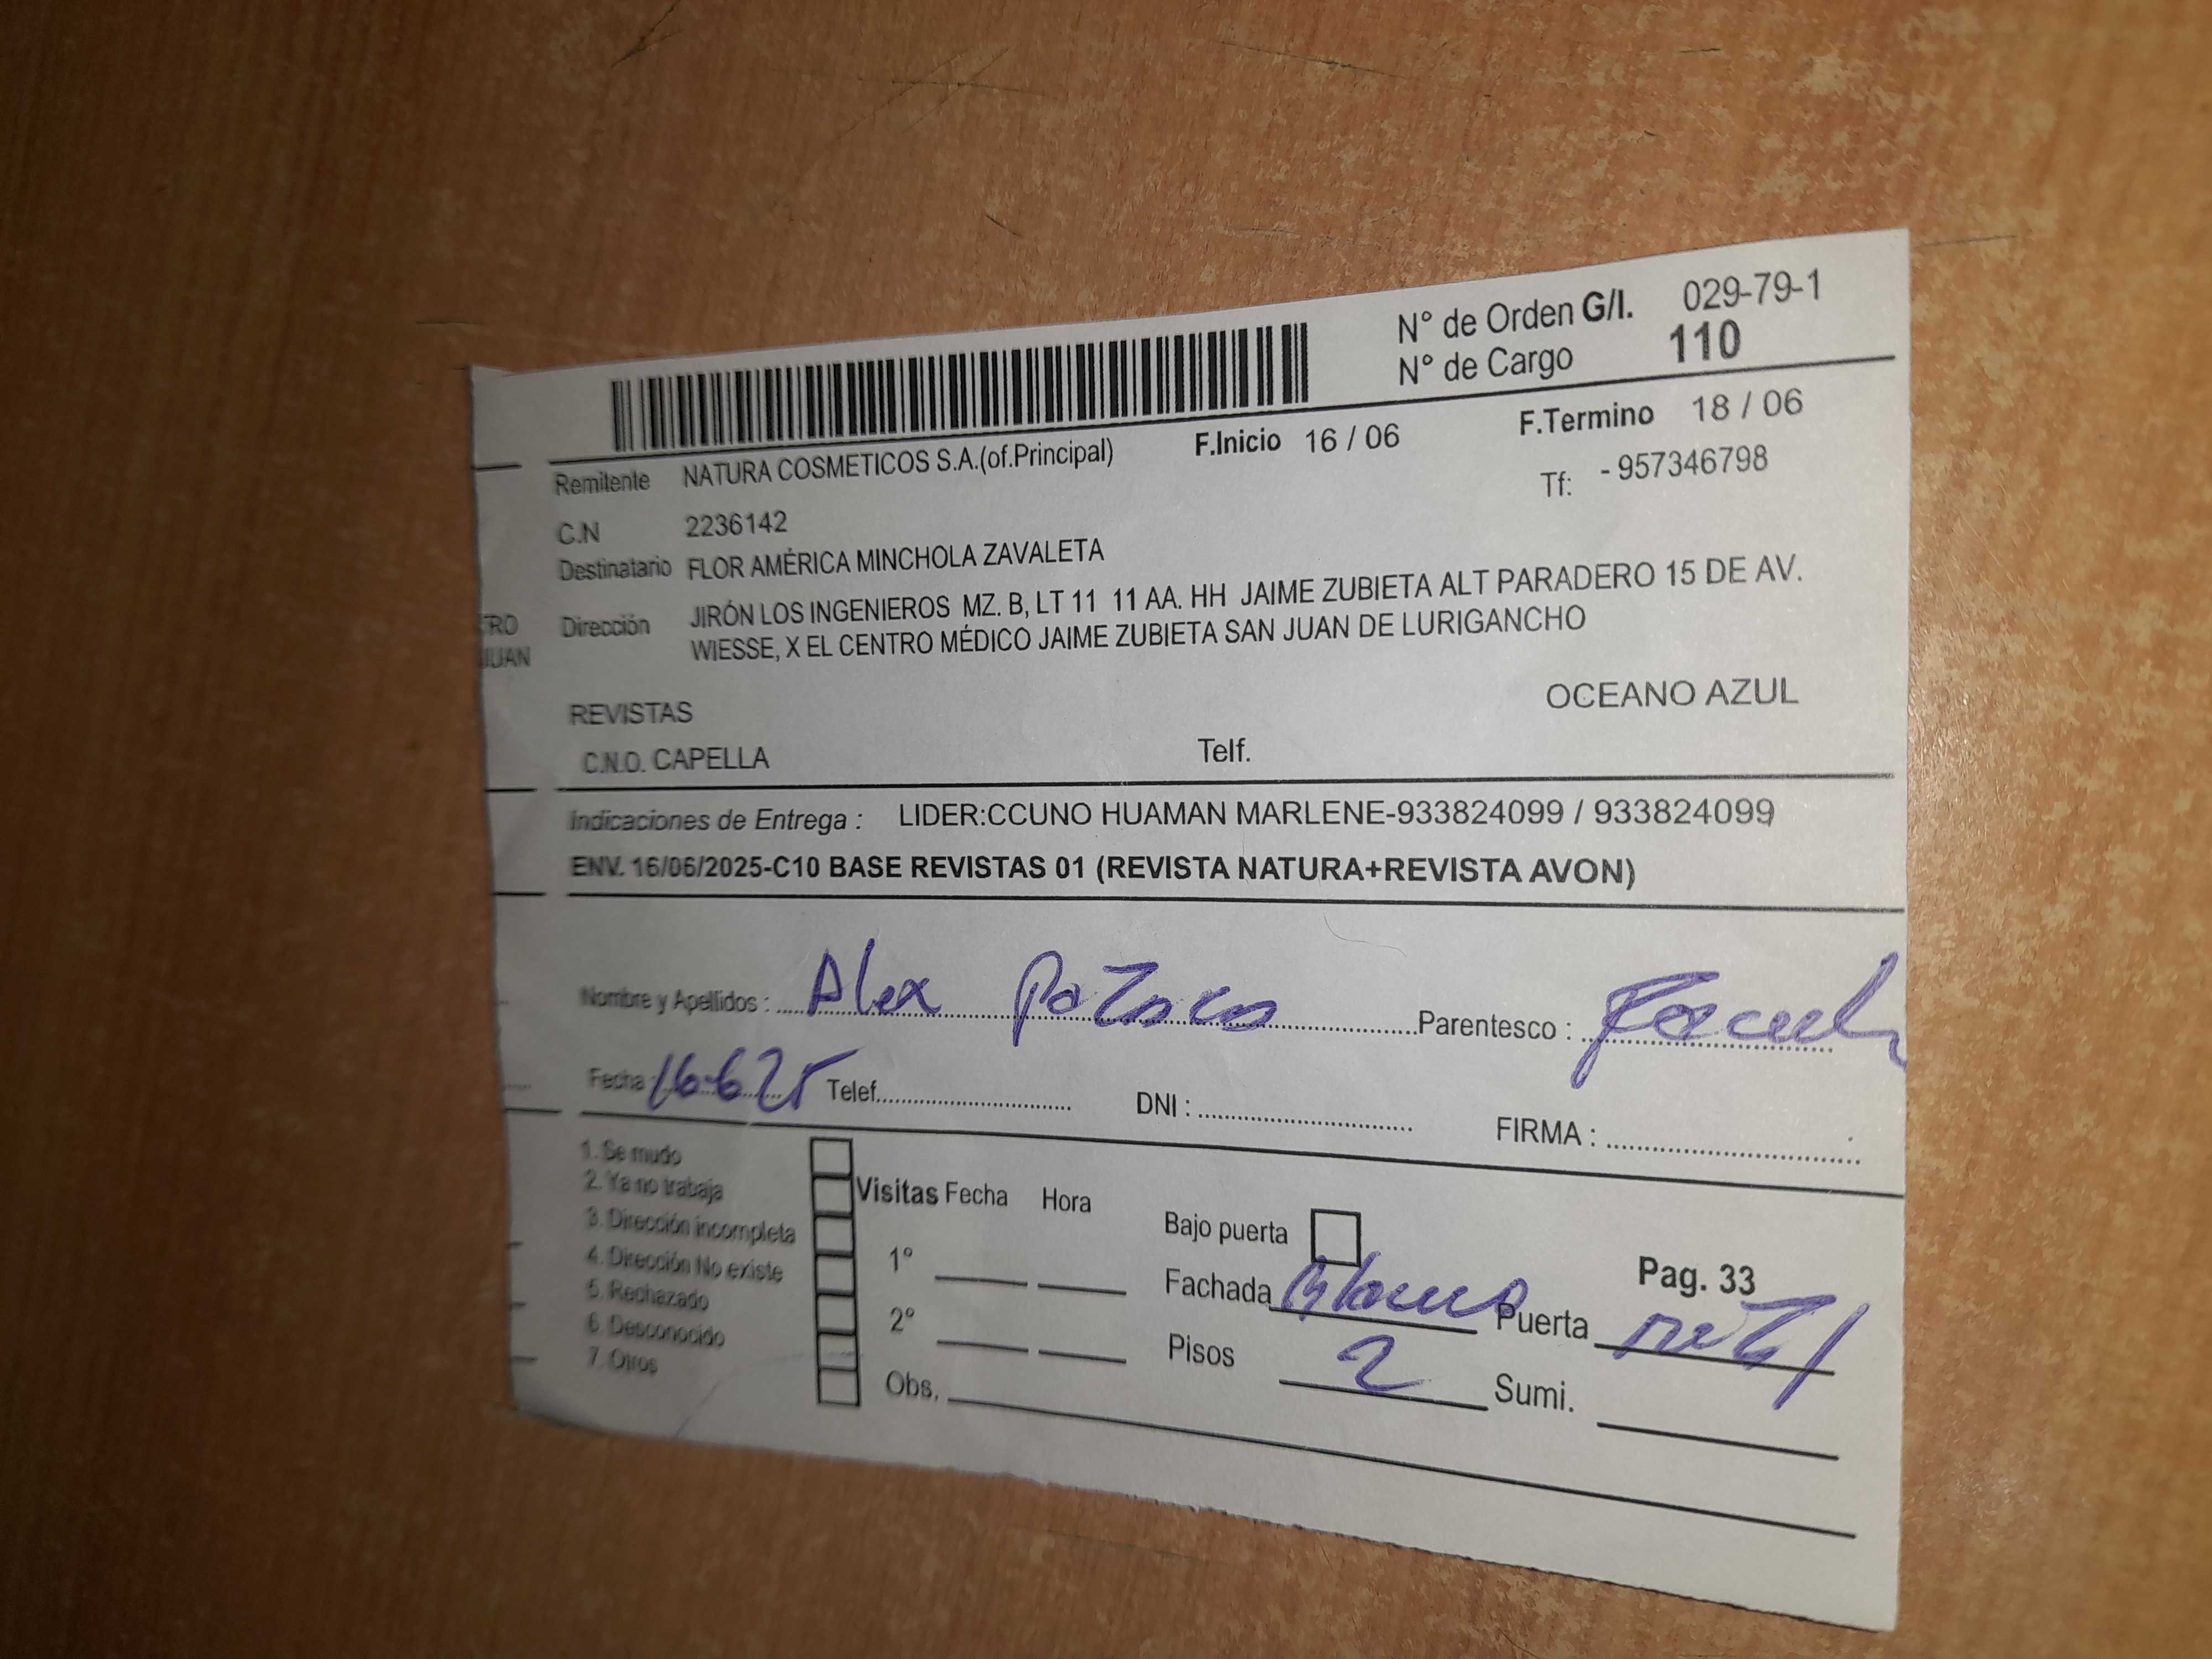 N° de Orden G/I. 029-79-1
N° de Cargo 110
F.Inicio 16 / 06 F.Termino 18 / 06
Remitente NATURA COSMETICOS S.A.(of.Principal) Tf: - 957346798
C.N 2236142
Destinatario FLOR AMÉRICA MINCHOLA ZAVALETA
Dirección JIRÓN LOS INGENIEROS MZ. B, LT 11 11 AA. HH JAIME ZUBIETA ALT PARADERO 15 DE AV.
WIESSE, X EL CENTRO MÉDICO JAIME ZUBIETA SAN JUAN DE LURIGANCHO
REVISTAS OCEANO AZUL
C.N.O. CAPELLA Telf.
Indicaciones de Entrega : LIDER:CCUNO HUAMAN MARLENE-933824099 / 933824099
ENV. 16/06/2025-C10 BASE REVISTAS 01 (REVISTA NATURA+REVISTA AVON)
Nombre y Apellidos : Alex Parentesco :
Fecha 16-6 25 Telef. DNI : FIRMA :
1. Se mudo
2. Ya no trabaja
3. Dirección incompleta
4. Dirección No existe
5. Rechazado
6. Desconocido
7. Otros
Visitas Fecha Hora
1°
2°
Obs.
Bajo puerta
Pag. 33
Fachada Blanco Puerta metal
Pisos 2 Sumi.